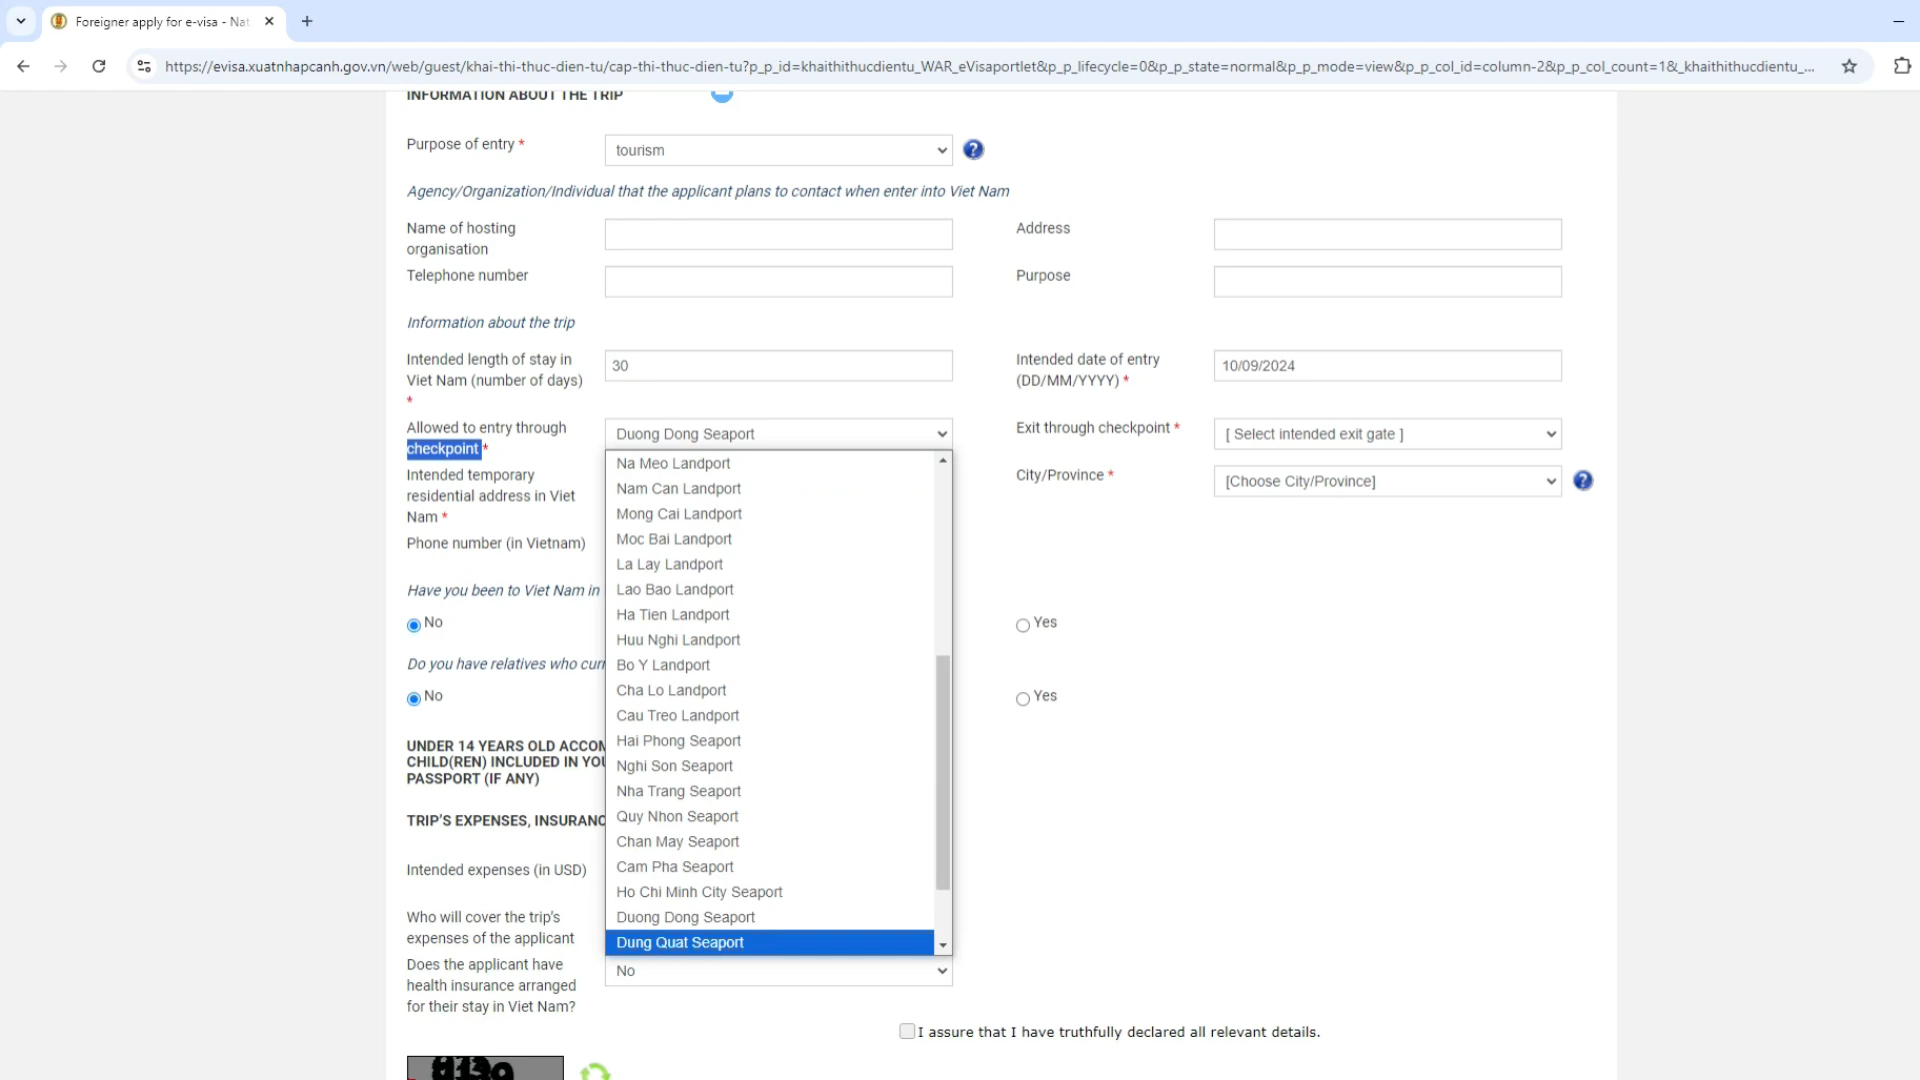 Foreigner apply for e-visa - Nat
https://evisa.xuatnhapcanh.gov.vn/web/guest/khai-thi-thuc-dien-tu/cap-thi-thuc-dien-tu?p_p_id=khaithithucdientu_WAR_eVisaportlet&p_p_lifecycle=0&p_p_state=normal&p_p_mode=view&p_p_col_id=column-2&p_p_col_count=1&_khaithithucdientu_...
INFORMATION ABOUT THE TRIP
Purpose of entry *
tourism
Agency/Organization/Individual that the applicant plans to contact when enter into Viet Nam
Name of hosting
organisation
Address
Telephone number
Purpose
Information about the trip
Intended length of stay in
Viet Nam (number of days)
*
30
Intended date of entry
(DD/MM/YYYY) *
10/09/2024
Allowed to entry through
checkpoint *
Duong Dong Seaport
Exit through checkpoint *
[ Select intended exit gate ]
Intended temporary
residential address in Viet
Nam *
City/Province *
[Choose City/Province]
Phone number (in Vietnam)
Have you been to Viet Nam in
No
Yes
Do you have relatives who curr
No
Yes
UNDER 14 YEARS OLD ACCOM
CHILD(REN) INCLUDED IN YOU
PASSPORT (IF ANY)
TRIP'S EXPENSES, INSURANC
Intended expenses (in USD)
Who will cover the trip's
expenses of the applicant
Does the applicant have
health insurance arranged
for their stay in Viet Nam?
Na Meo Landport
Nam Can Landport
Mong Cai Landport
Moc Bai Landport
La Lay Landport
Lao Bao Landport
Ha Tien Landport
Huu Nghi Landport
Bo Y Landport
Cha Lo Landport
Cau Treo Landport
Hai Phong Seaport
Nghi Son Seaport
Nha Trang Seaport
Quy Nhon Seaport
Chan May Seaport
Cam Pha Seaport
Ho Chi Minh City Seaport
Duong Dong Seaport
Dung Quat Seaport
No
I assure that I have truthfully declared all relevant details.